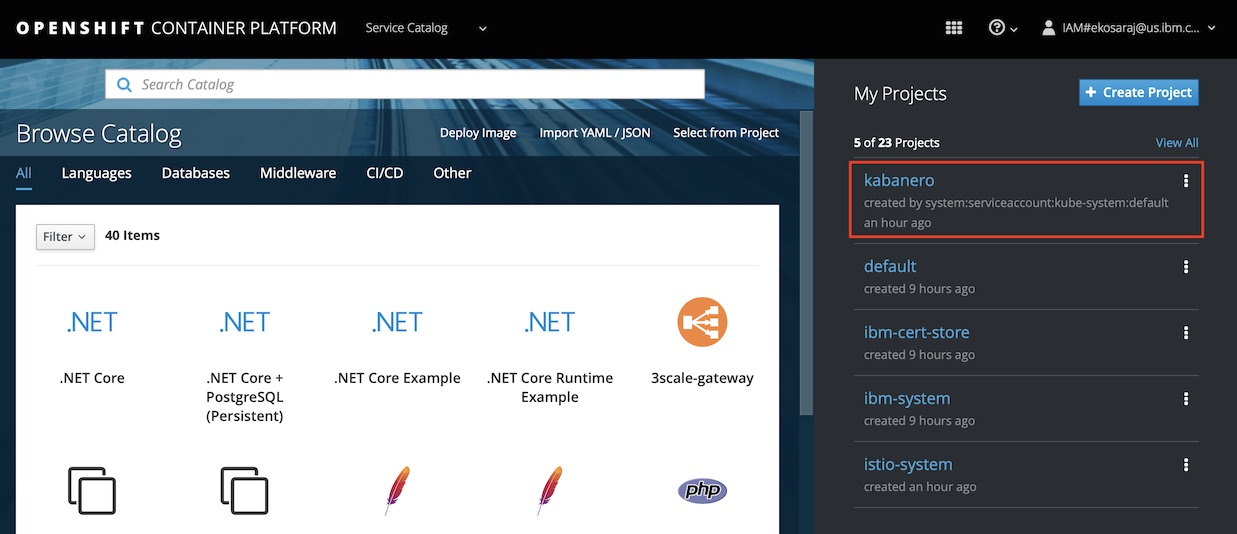 OPENSHIFT CONTAINER PLATFORM
Service Catalog
IAM#ekosaraj@us.ibm.c...
Search Catalog
Browse Catalog
Deploy Image
Import YAML / JSON
Select from Project
All
Languages
Databases
Middleware
CI/CD
Other
Filter
40 Items
.NET
.NET
.NET
.NET
.NET Core
.NET Core +
PostgreSQL
(Persistent)
.NET Core Example
.NET Core Runtime
Example
3scale-gateway
php
My Projects
+ Create Project
5 of 23 Projects
View All
kabanero
created by system:serviceaccount:kube-system:default
an hour ago
default
created 9 hours ago
ibm-cert-store
created 9 hours ago
ibm-system
created 9 hours ago
istio-system
created an hour ago